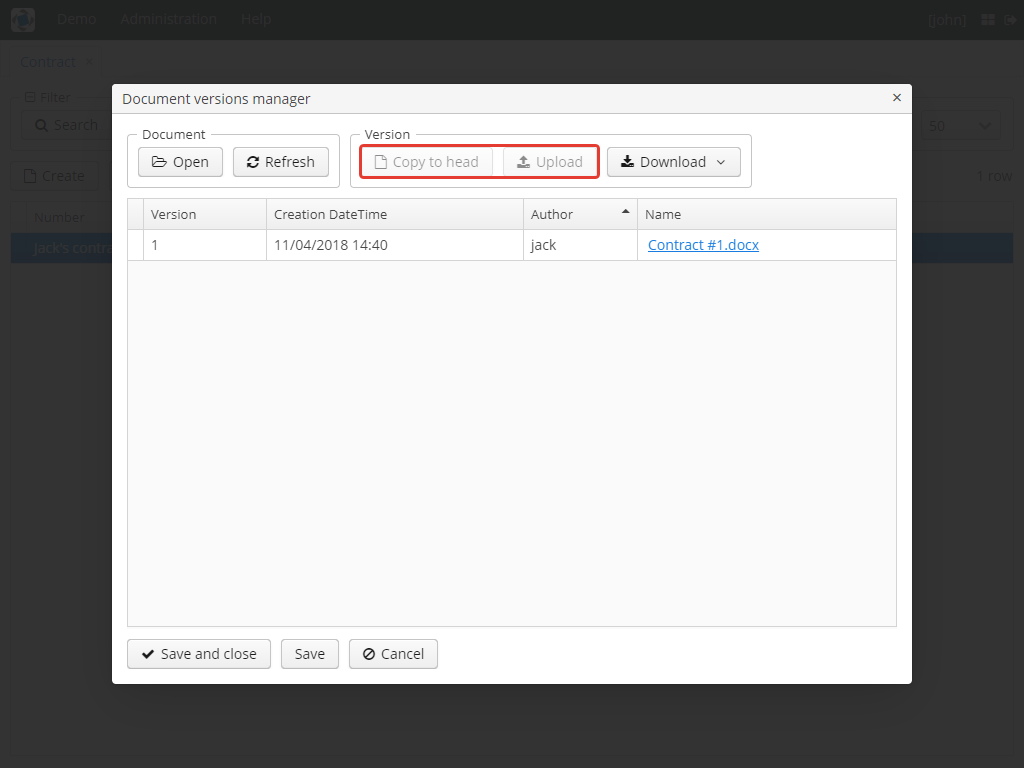 Demo Administration Help [John]
Contract ×
Filter
Search 50
Create 1 row
Number
Jack's contra
Document versions manager ×
Document Version
Open Refresh Copy to head Upload Download
Version Creation DateTime Author Name
1 11/04/2018 14:40 jack Contract #1.docx
Save and close Save Cancel